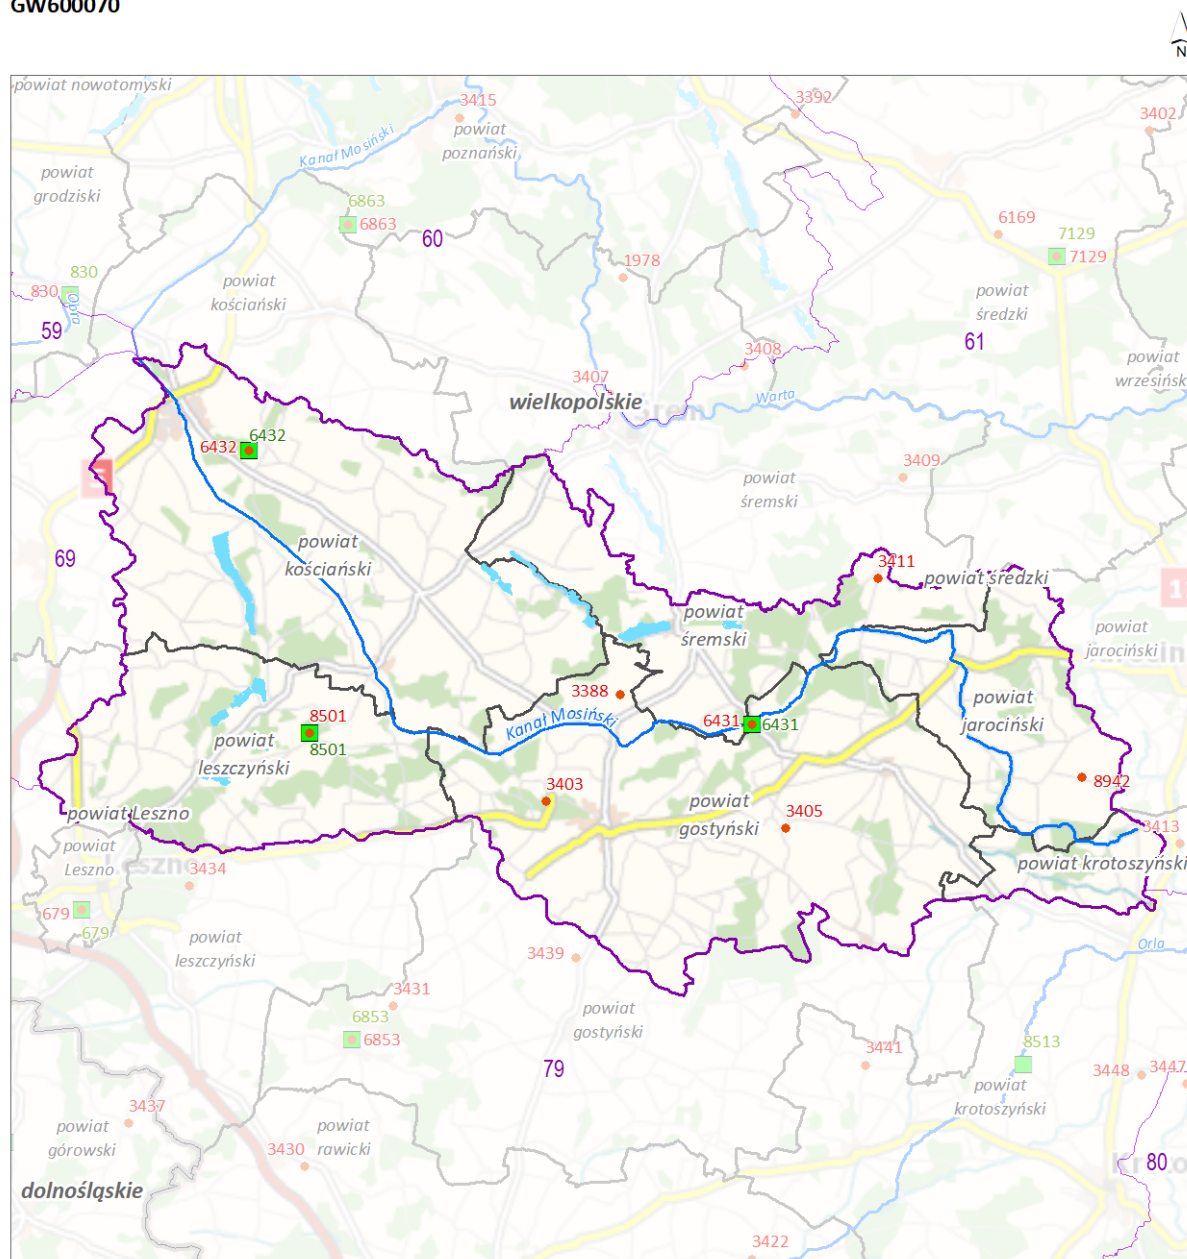 GW600070
N
powiat nowotomyski
3415
3392
3402
powiat
poznański
Kanał Mosiński
powiat
grodziski
6863
6863
60
6169
7129
7129
1978
830
830
Obra
59
powiat
kościański
powiat
średzki
61
3408
3407
powiat
wrzesińsk
wielkopolskie
Śrem
Warta
6432
6432
3409
5
powiat
śremski
69
powiat
kościański
3411
powiat średzki
1
powiat
śremski
powiat
jarociński
3388
Kanał Mosiński
6431
6431
powiat
jarociński
8501
8501
powiat
leszczyński
3403
8942
powiat
gostyński
3405
powiat Leszno
3413
powiat
Leszno
Leszno
powiat krotoszyński
3434
679
679
powiat
leszczyński
3439
Orla
3431
powiat
gostyński
6853
6853
79
3441
8513
3448
3447
powiat
krotoszyński
3437
powiat
górowski
powiat
rawicki
3430
80
dolnośląskie
3422